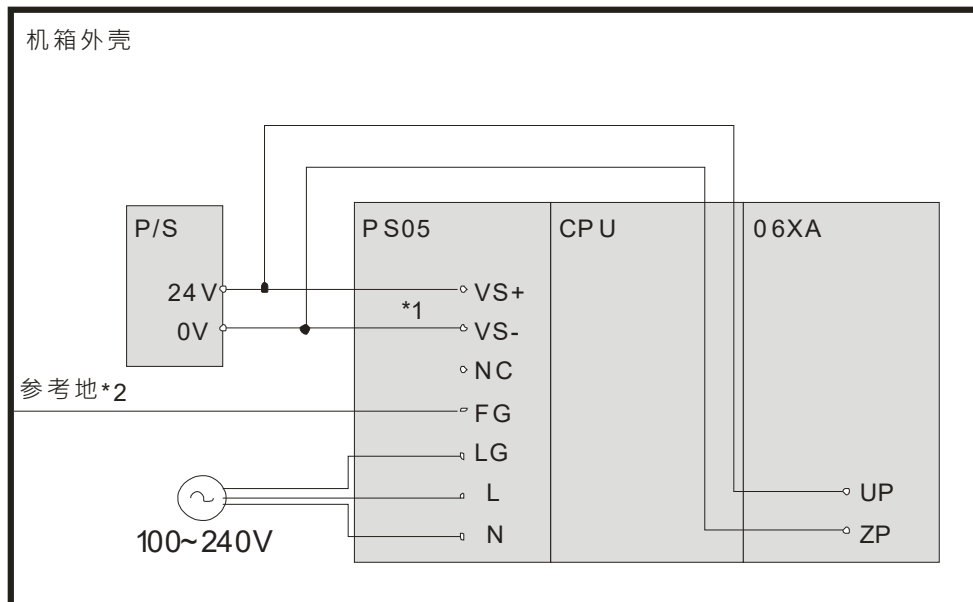 机箱外壳
P/S
PS05
CPU
06XA
24V
VS+
*1
0V
VS-
NC
参考地*2
FG
LG
L
UP
100~240V
N
ZP